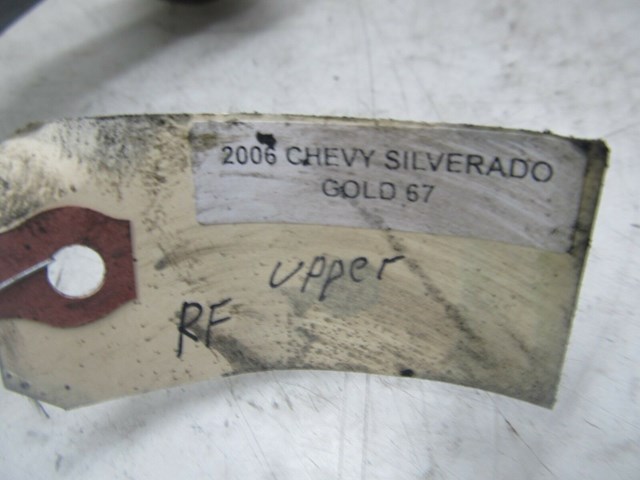 2006 CHEVY SILVERADO
GOLD 67
upper
RF